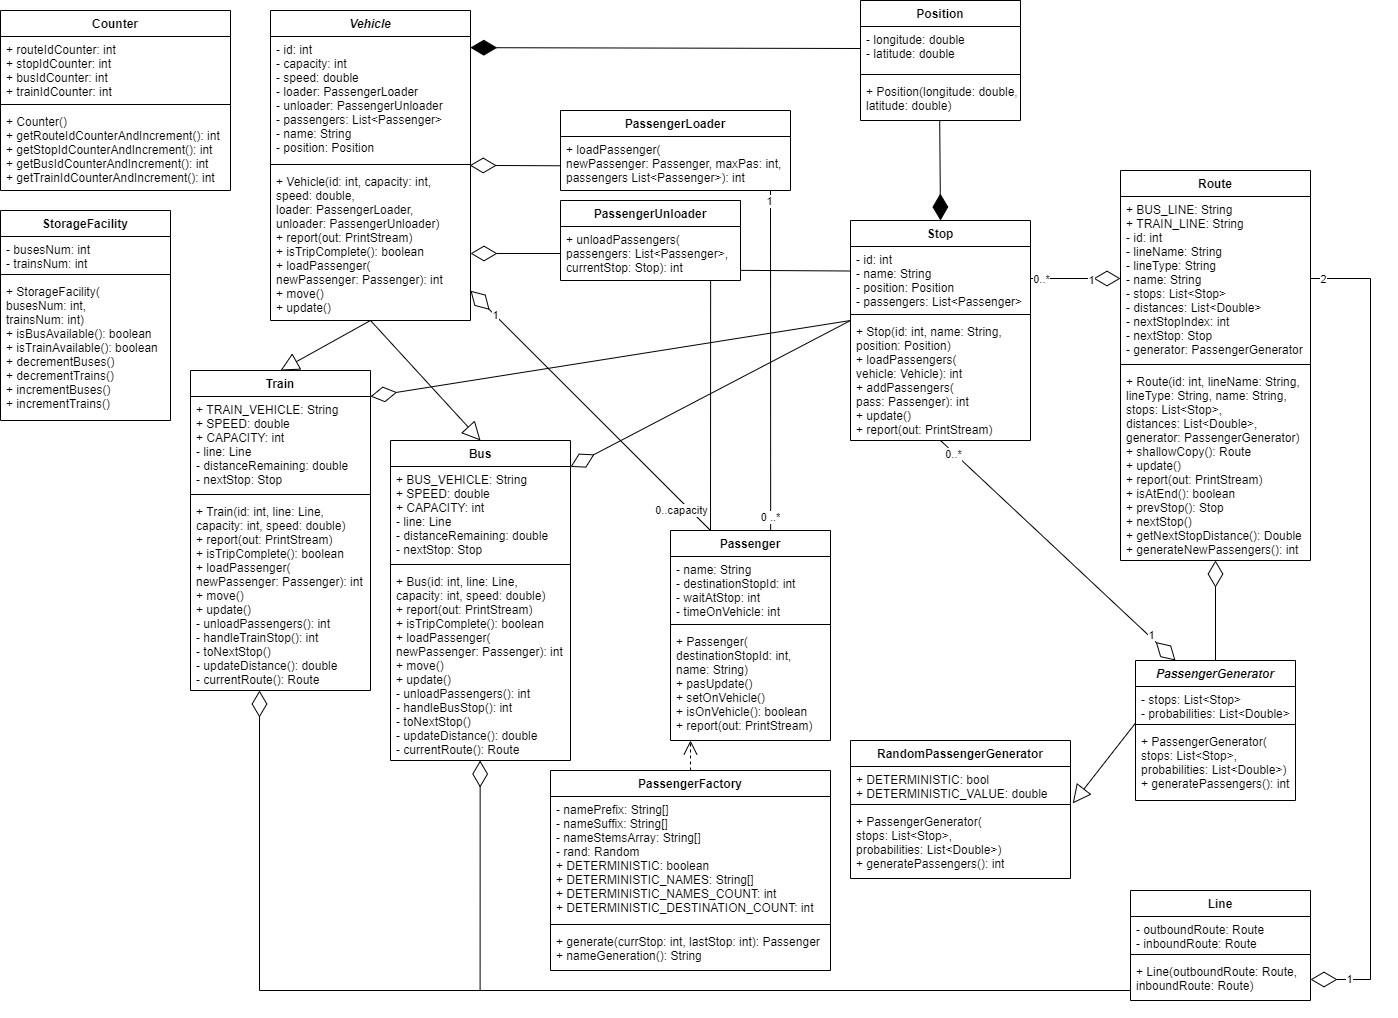 Counter
+ routeIdCounter: int
+ stopIdCounter: int
+ busIdCounter: int
+ trainIdCounter: int
+ Counter()
+ getRouteIdCounterAndIncrement(): int
+ getStopIdCounterAndIncrement(): int
+ getBusIdCounterAndIncrement(): int
+ getTrainIdCounterAndIncrement(): int
StorageFacility
- busesNum: int
- trainsNum: int
+ StorageFacility(
busesNum: int,
trainsNum: int)
+ isBusAvailable(): boolean
+ isTrainAvailable(): boolean
+ decrementBuses()
+ decrementTrains()
+ incrementBuses()
+ incrementTrains()
Vehicle
- id: int
- capacity: int
- speed: double
- loader: PassengerLoader
- unloader: PassengerUnloader
- passengers: List<Passenger>
- name: String
- position: Position
+ Vehicle(id: int, capacity: int,
speed: double,
loader: PassengerLoader,
unloader: PassengerUnloader)
+ report(out: PrintStream)
+ isTripComplete(): boolean
+ loadPassenger(
newPassenger: Passenger): int
+ move()
+ update()
Position
- longitude: double
- latitude: double
+ Position(longitude: double,
latitude: double)
PassengerLoader
+ loadPassenger(
newPassenger: Passenger, maxPas: int,
passengers List<Passenger>): int
1
PassengerUnloader
+ unloadPassengers(
passengers: List<Passenger>,
currentStop: Stop): int
1
Stop
- id: int
- name: String
- position: Position
- passengers: List<Passenger>
+ Stop(id: int, name: String,
position: Position)
+ loadPassengers(
vehicle: Vehicle): int
+ addPassengers(
pass: Passenger): int
+ update()
+ report(out: PrintStream)
0..*
1
0..*
Route
+ BUS_LINE: String
+ TRAIN_LINE: String
- id: int
- lineName: String
- lineType: String
- name: String
- stops: List<Stop>
- distances: List<Double>
- nextStopIndex: int
- nextStop: Stop
- generator: PassengerGenerator
+ Route(id: int, lineName: String,
lineType: String, name: String,
stops: List<Stop>,
distances: List<Double>,
generator: PassengerGenerator)
+ shallowCopy(): Route
+ update()
+ report(out: PrintStream)
+ isAtEnd(): boolean
+ prevStop(): Stop
+ nextStop()
+ getNextStopDistance(): Double
+ generateNewPassengers(): int
2
Train
+ TRAIN_VEHICLE: String
+ SPEED: double
+ CAPACITY: int
- line: Line
- distanceRemaining: double
- nextStop: Stop
+ Train(id: int, line: Line,
capacity: int, speed: double)
+ report(out: PrintStream)
+ isTripComplete(): boolean
+ loadPassenger(
newPassenger: Passenger): int
+ move()
+ update()
- unloadPassengers(): int
- handleTrainStop(): int
- toNextStop()
- updateDistance(): double
- currentRoute(): Route
Bus
+ BUS_VEHICLE: String
+ SPEED: double
+ CAPACITY: int
- line: Line
- distanceRemaining: double
- nextStop: Stop
+ Bus(id: int, line: Line,
capacity: int, speed: double)
+ report(out: PrintStream)
+ isTripComplete(): boolean
+ loadPassenger(
newPassenger: Passenger): int
+ move()
+ update()
- unloadPassengers(): int
- handleBusStop(): int
- toNextStop()
- updateDistance(): double
- currentRoute(): Route
0..capacity
0 ..*
Passenger
- name: String
- destinationStopId: int
- waitAtStop: int
- timeOnVehicle: int
+ Passenger(
destinationStopId: int,
name: String)
+ pasUpdate()
+ setOnVehicle()
+ isOnVehicle(): boolean
+ report(out: PrintStream)
PassengerFactory
- namePrefix: String[]
- nameSuffix: String[]
- nameStemsArray: String[]
- rand: Random
+ DETERMINISTIC: boolean
+ DETERMINISTIC_NAMES: String[]
+ DETERMINISTIC_NAMES_COUNT: int
+ DETERMINISTIC_DESTINATION_COUNT: int
+ generate(currStop: int, lastStop: int): Passenger
+ nameGeneration(): String
1
PassengerGenerator
- stops: List<Stop>
- probabilities: List<Double>
+ PassengerGenerator(
stops: List<Stop>,
probabilities: List<Double>)
+ generatePassengers(): int
RandomPassengerGenerator
+ DETERMINISTIC: bool
+ DETERMINISTIC_VALUE: double
+ PassengerGenerator(
stops: List<Stop>,
probabilities: List<Double>)
+ generatePassengers(): int
Line
- outboundRoute: Route
- inboundRoute: Route
+ Line(outboundRoute: Route,
inboundRoute: Route)
1